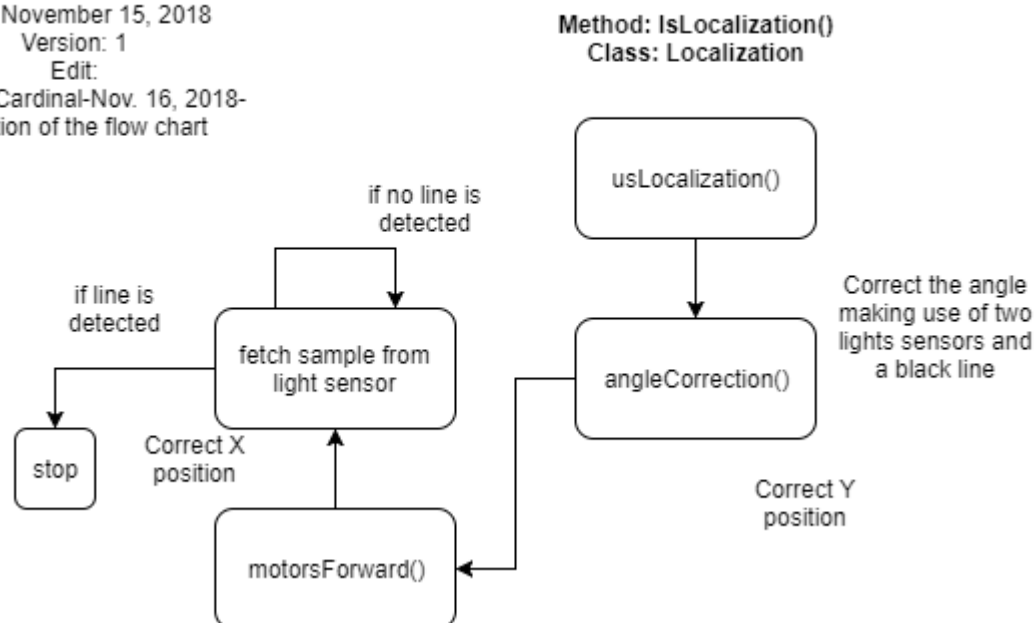 November 15, 2018
Version: 1
Edit:
Cardinal-Nov. 16, 2018-
of the flow chart
Method: IsLocalization()
Class: Localization
usLocalization()
if no line is
detected
if line is
detected
Correct the angle
making use of two
lights sensors and
a black line
fetch sample from
light sensor
angleCorrection()
stop
Correct X
position
Correct Y
position
motorsForward()